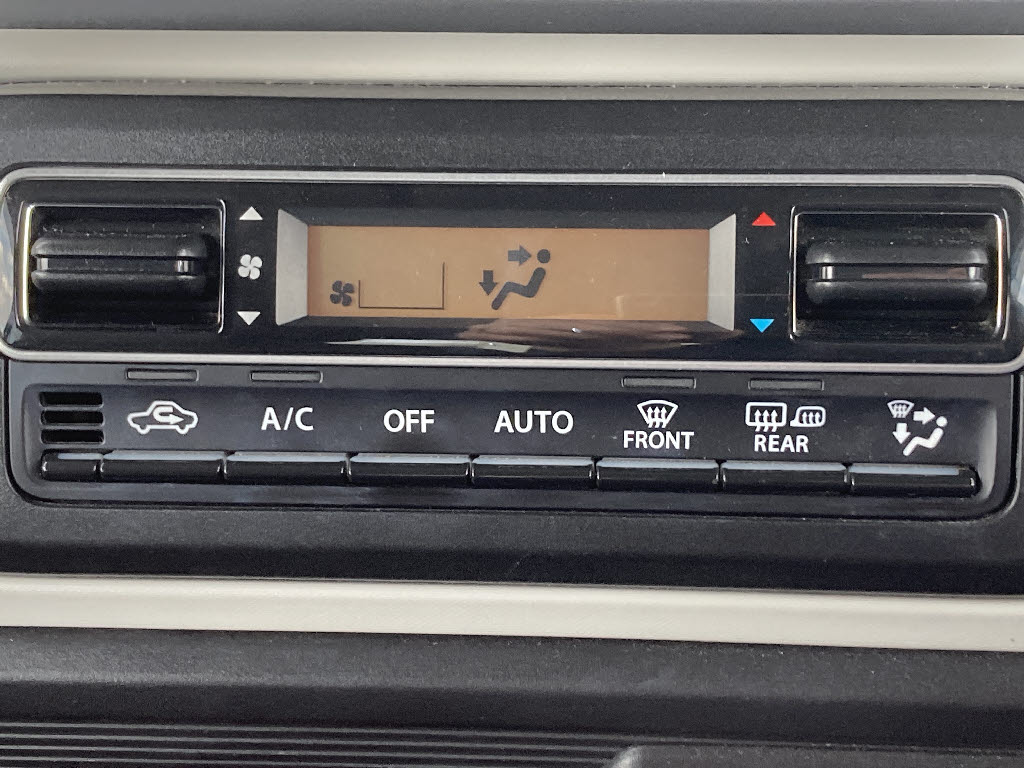 A/C
OFF
AUTO
FRONT
REAR